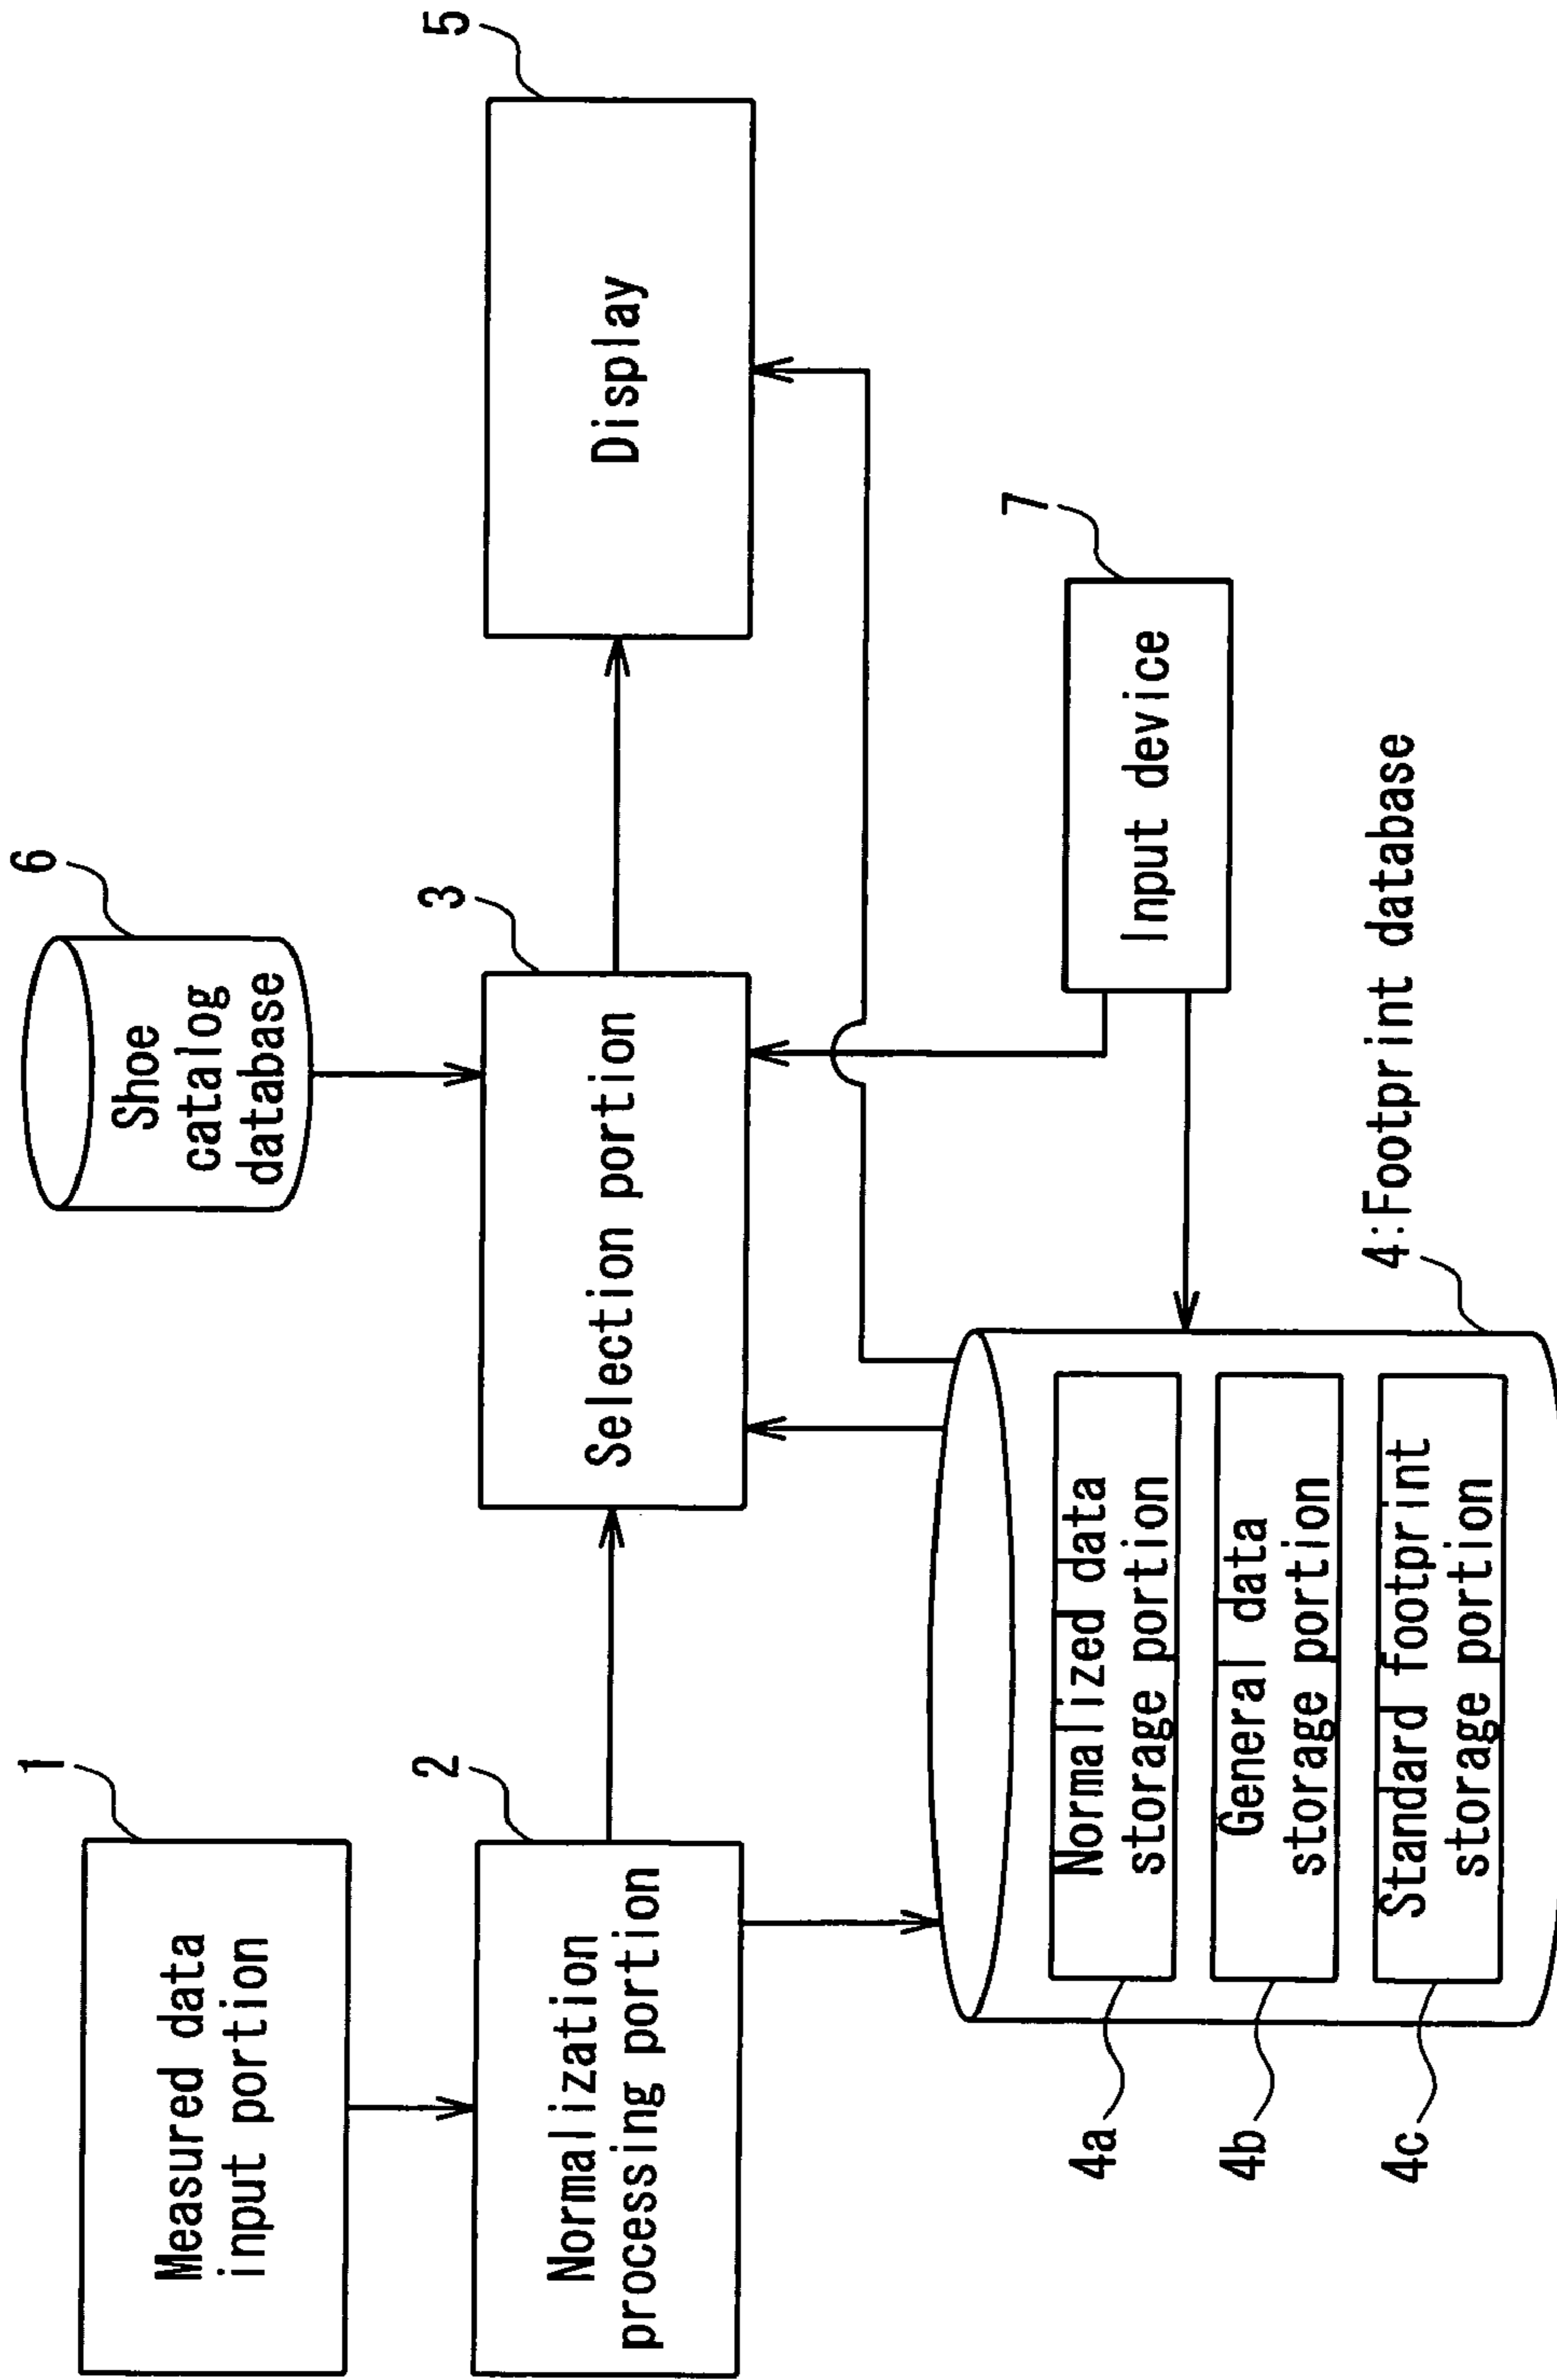 6
Shoe
catalog
database
1
Measured data
input portion
2
Normalization
processing portion
3
Selection portion
5
Display
7
Input device
4:Footprint database
4a
Normalized data
storage portion
4b
General data
storage portion
4c
Standard footprint
storage portion